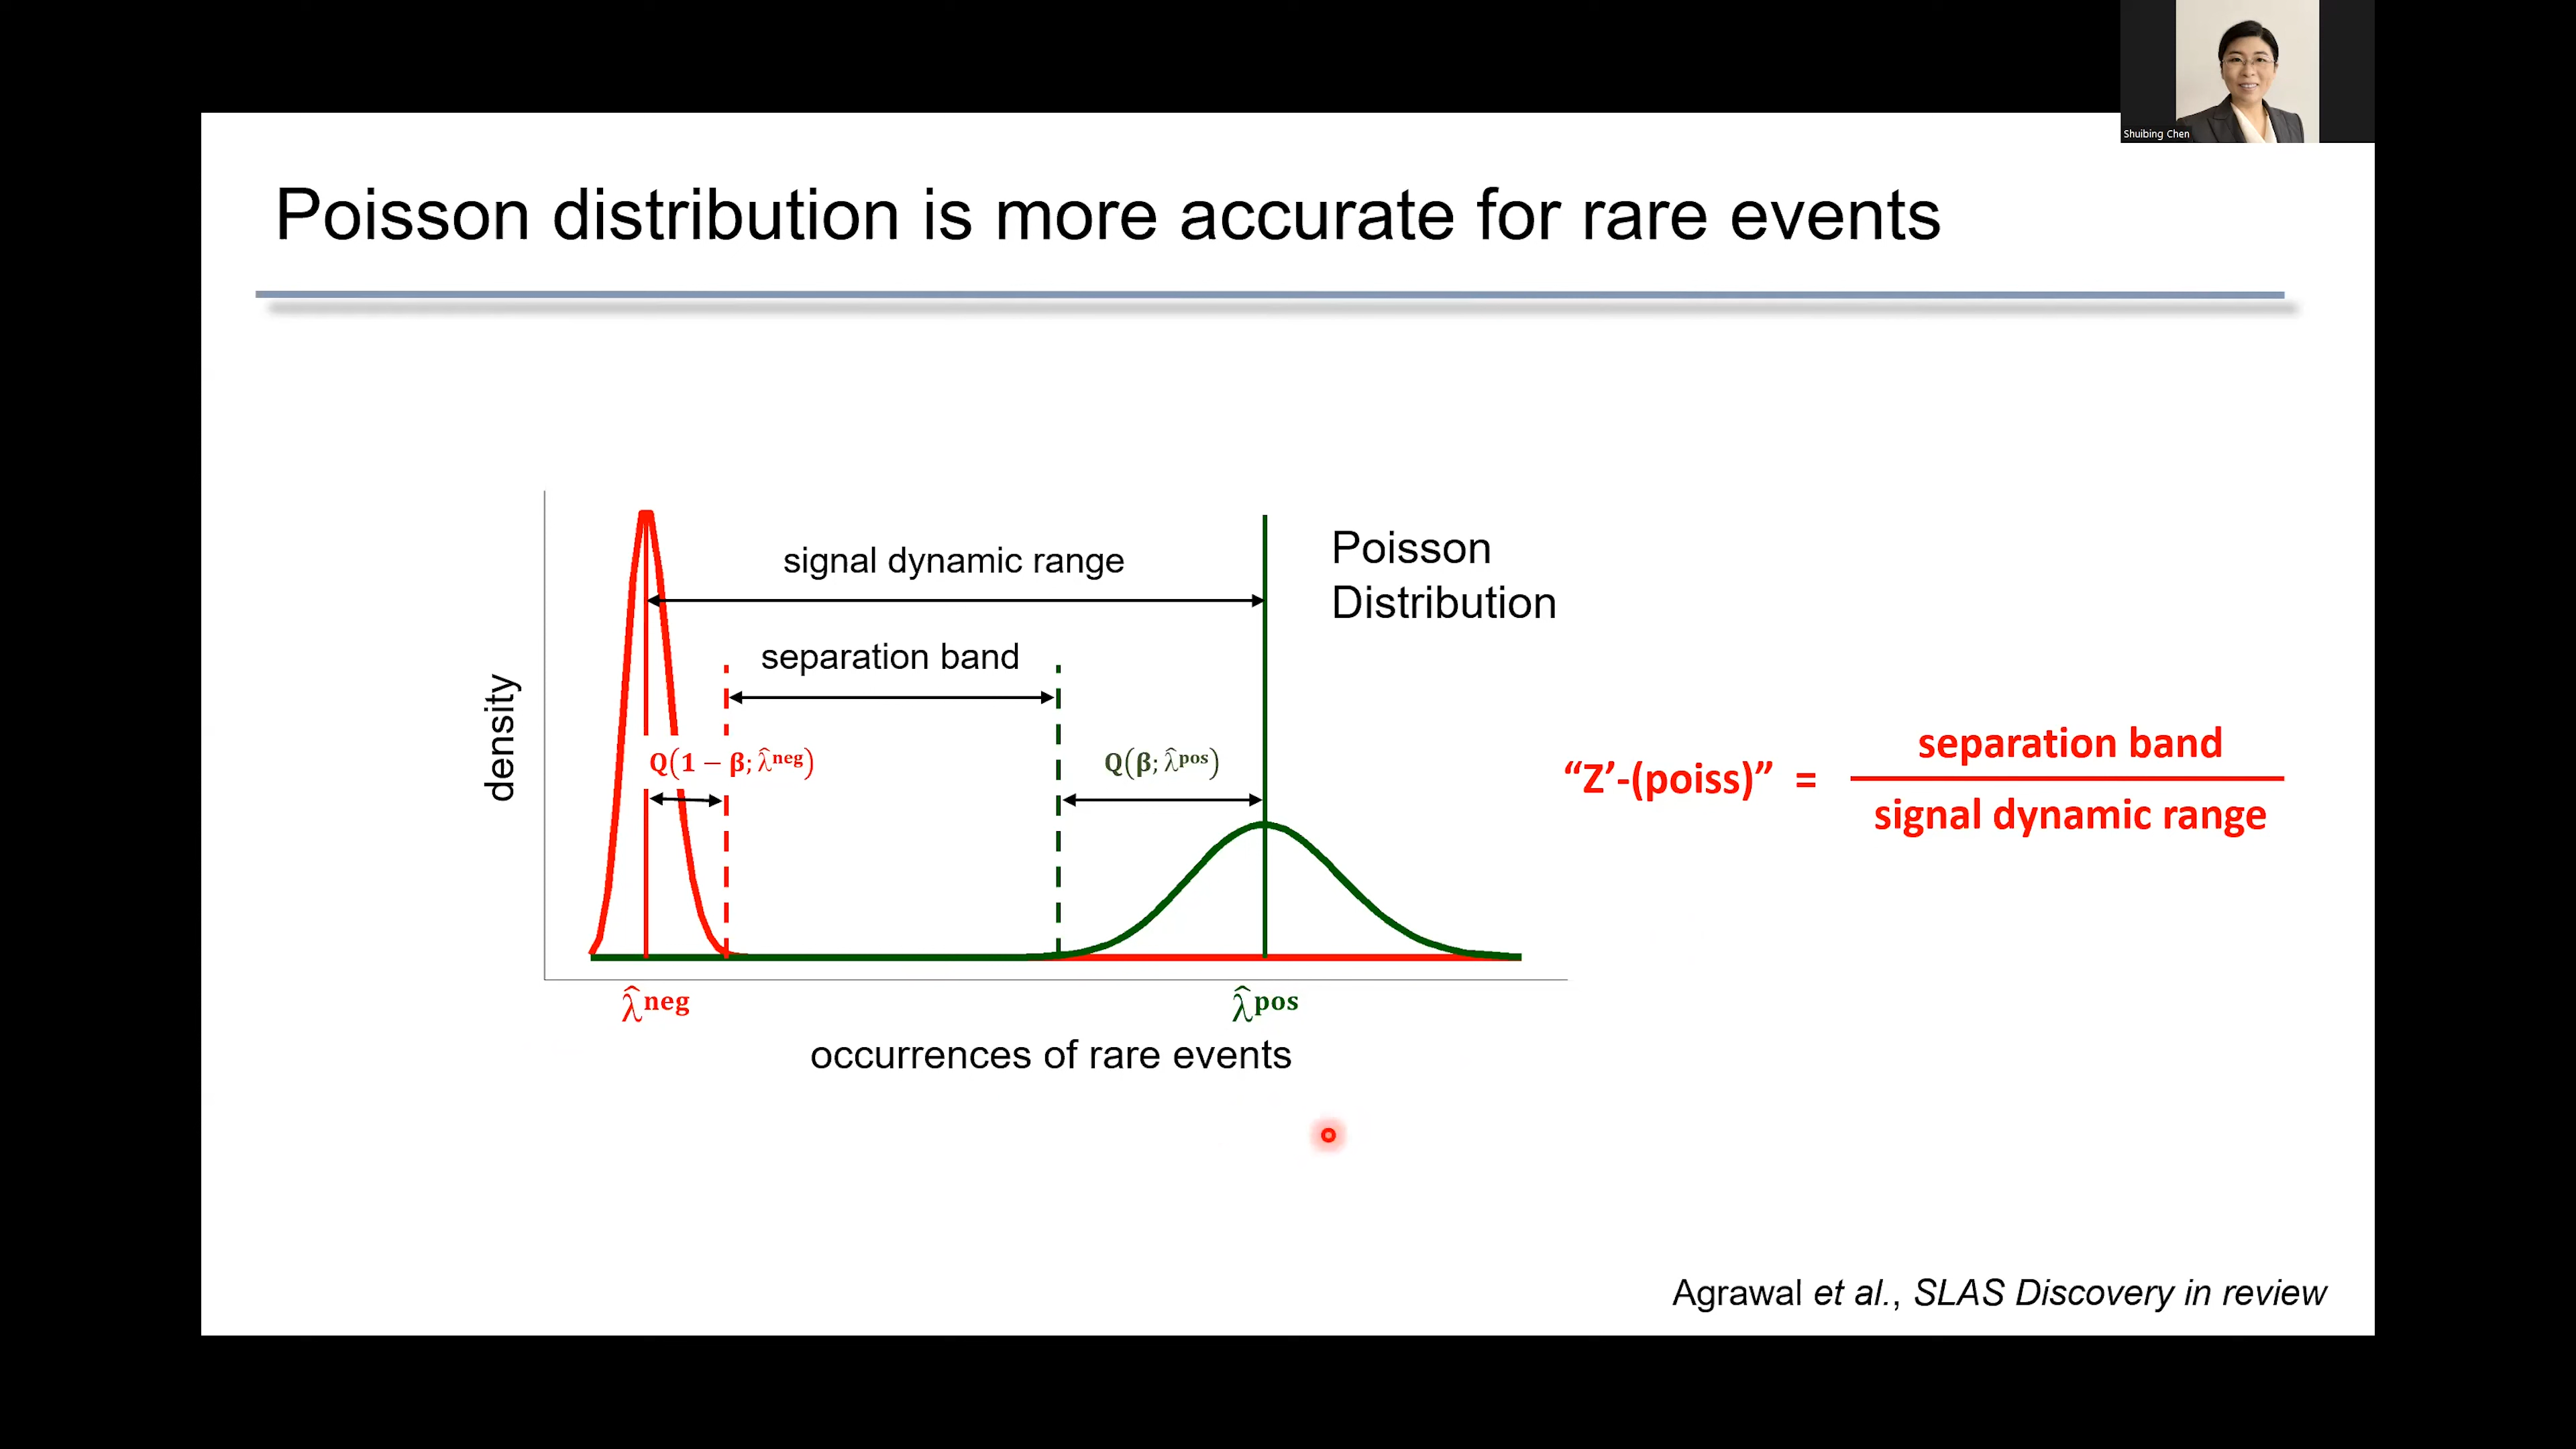 Shuibing Chen
Poisson distribution is more accurate for rare events
signal dynamic range
Poisson
Distribution
separation band
density
Q(1 − β; λ̂ⁿᵉᵍ)
Q(β; λ̂ᵖᵒˢ)
“Z’-(poiss)” =
separation band
signal dynamic range
λ̂ⁿᵉᵍ
λ̂ᵖᵒˢ
occurrences of rare events
Agrawal et al., SLAS Discovery in review